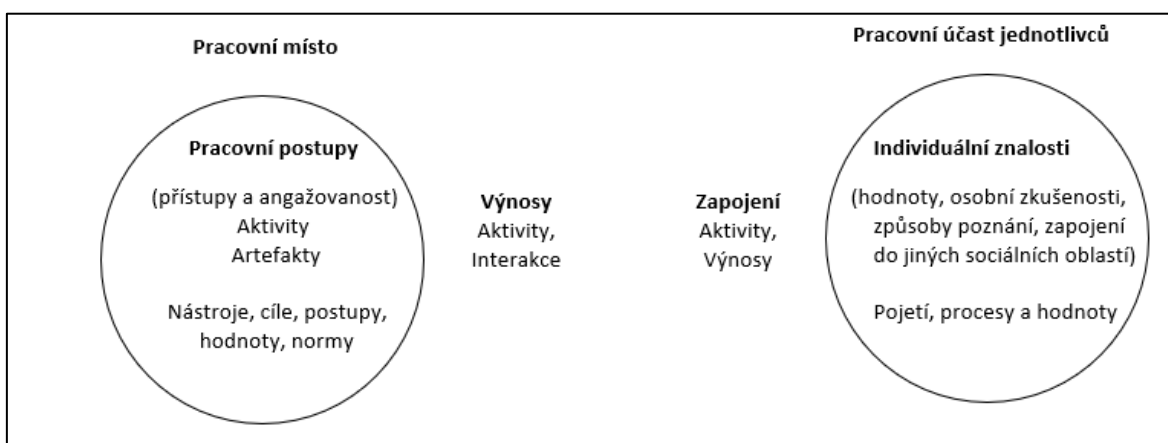 Pracovní místo
Pracovní postupy
(přístupy a angažovanost)
Aktivity
Artefakty
Nástroje, cíle, postupy,
hodnoty, normy
Výnosy
Aktivity,
Interakce
Zapojení
Aktivity,
Výnosy
Pracovní účast jednotlivců
Individuální znalosti
(hodnoty, osobní zkušenosti,
způsoby poznání, zapojení
do jiných sociálních oblastí)
Pojetí, procesy a hodnoty